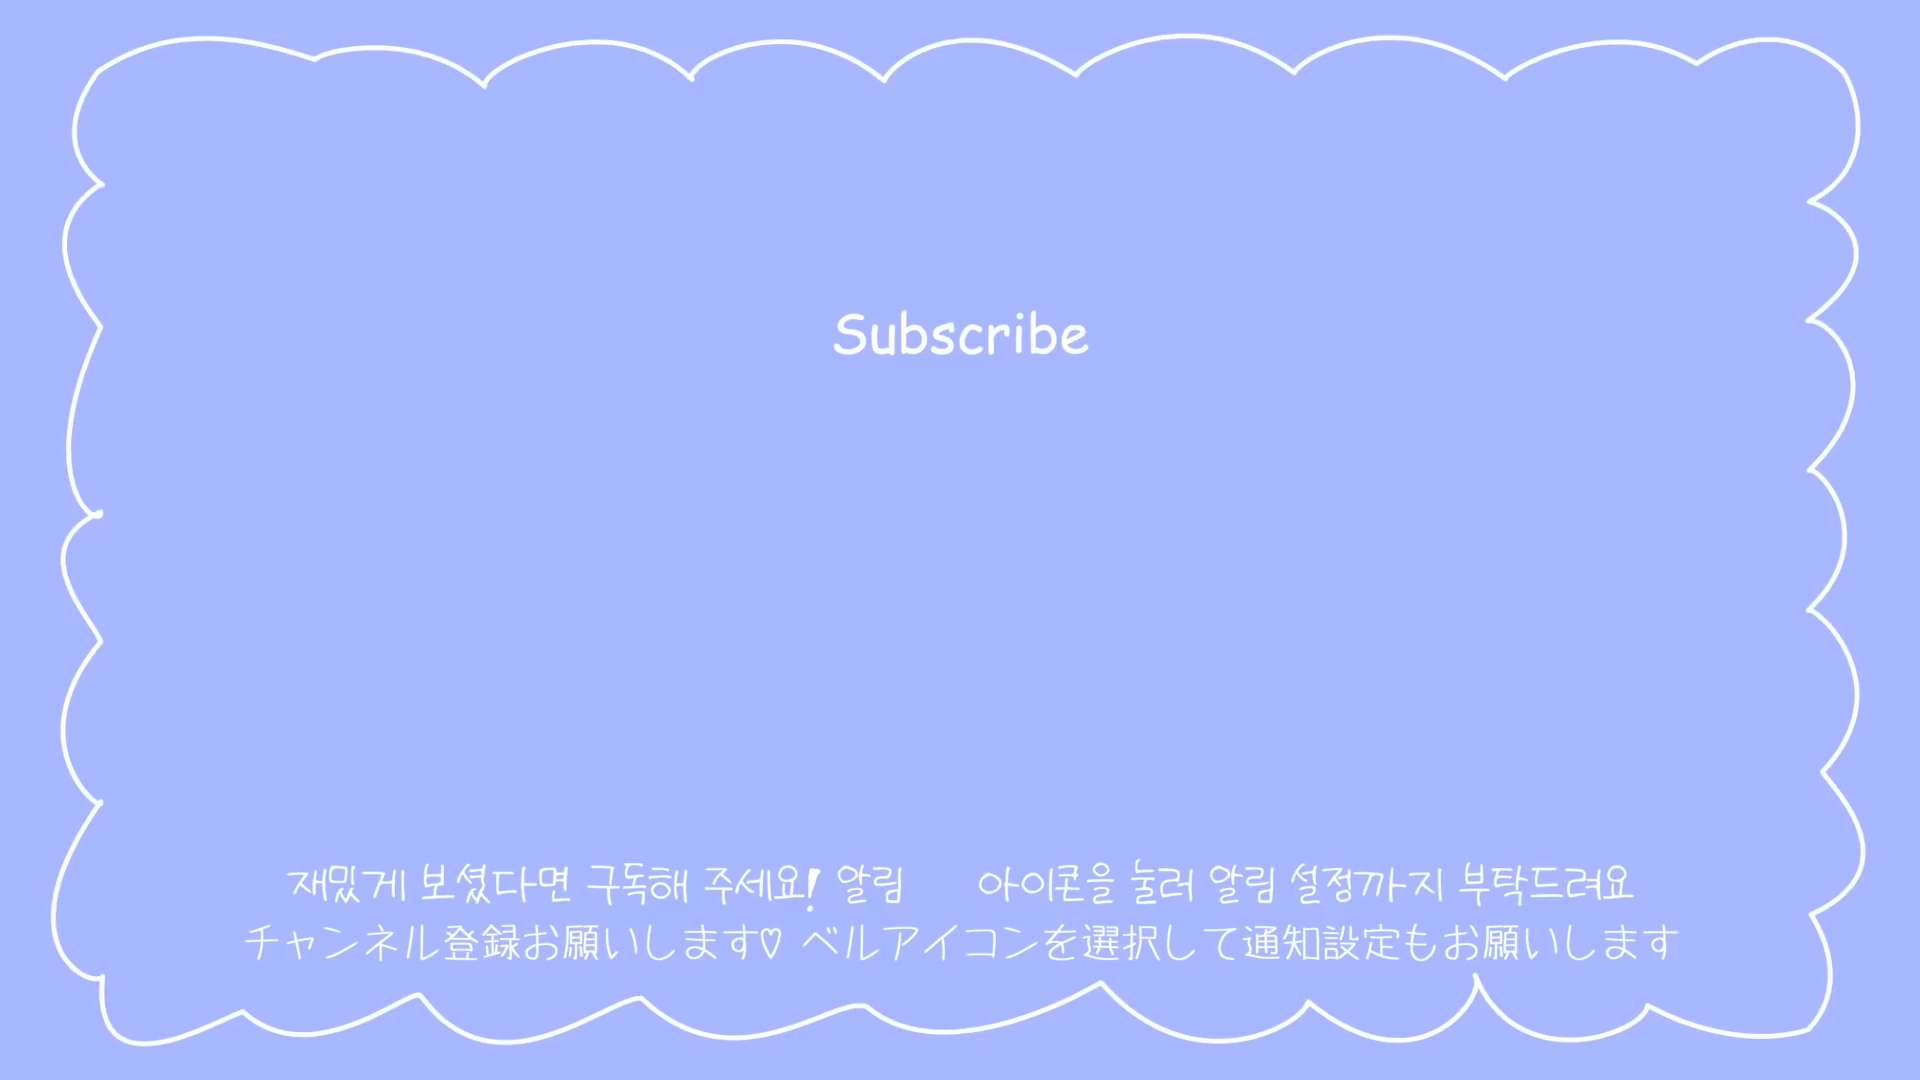 Subscribe
재밌게 보셨다면 구독해 주세요! 알림 아이콘을 눌러 알림 설정까지 부탁드려요
チャンネル登録お願いします♡ ベルアイコンを選択して通知設定もお願いします